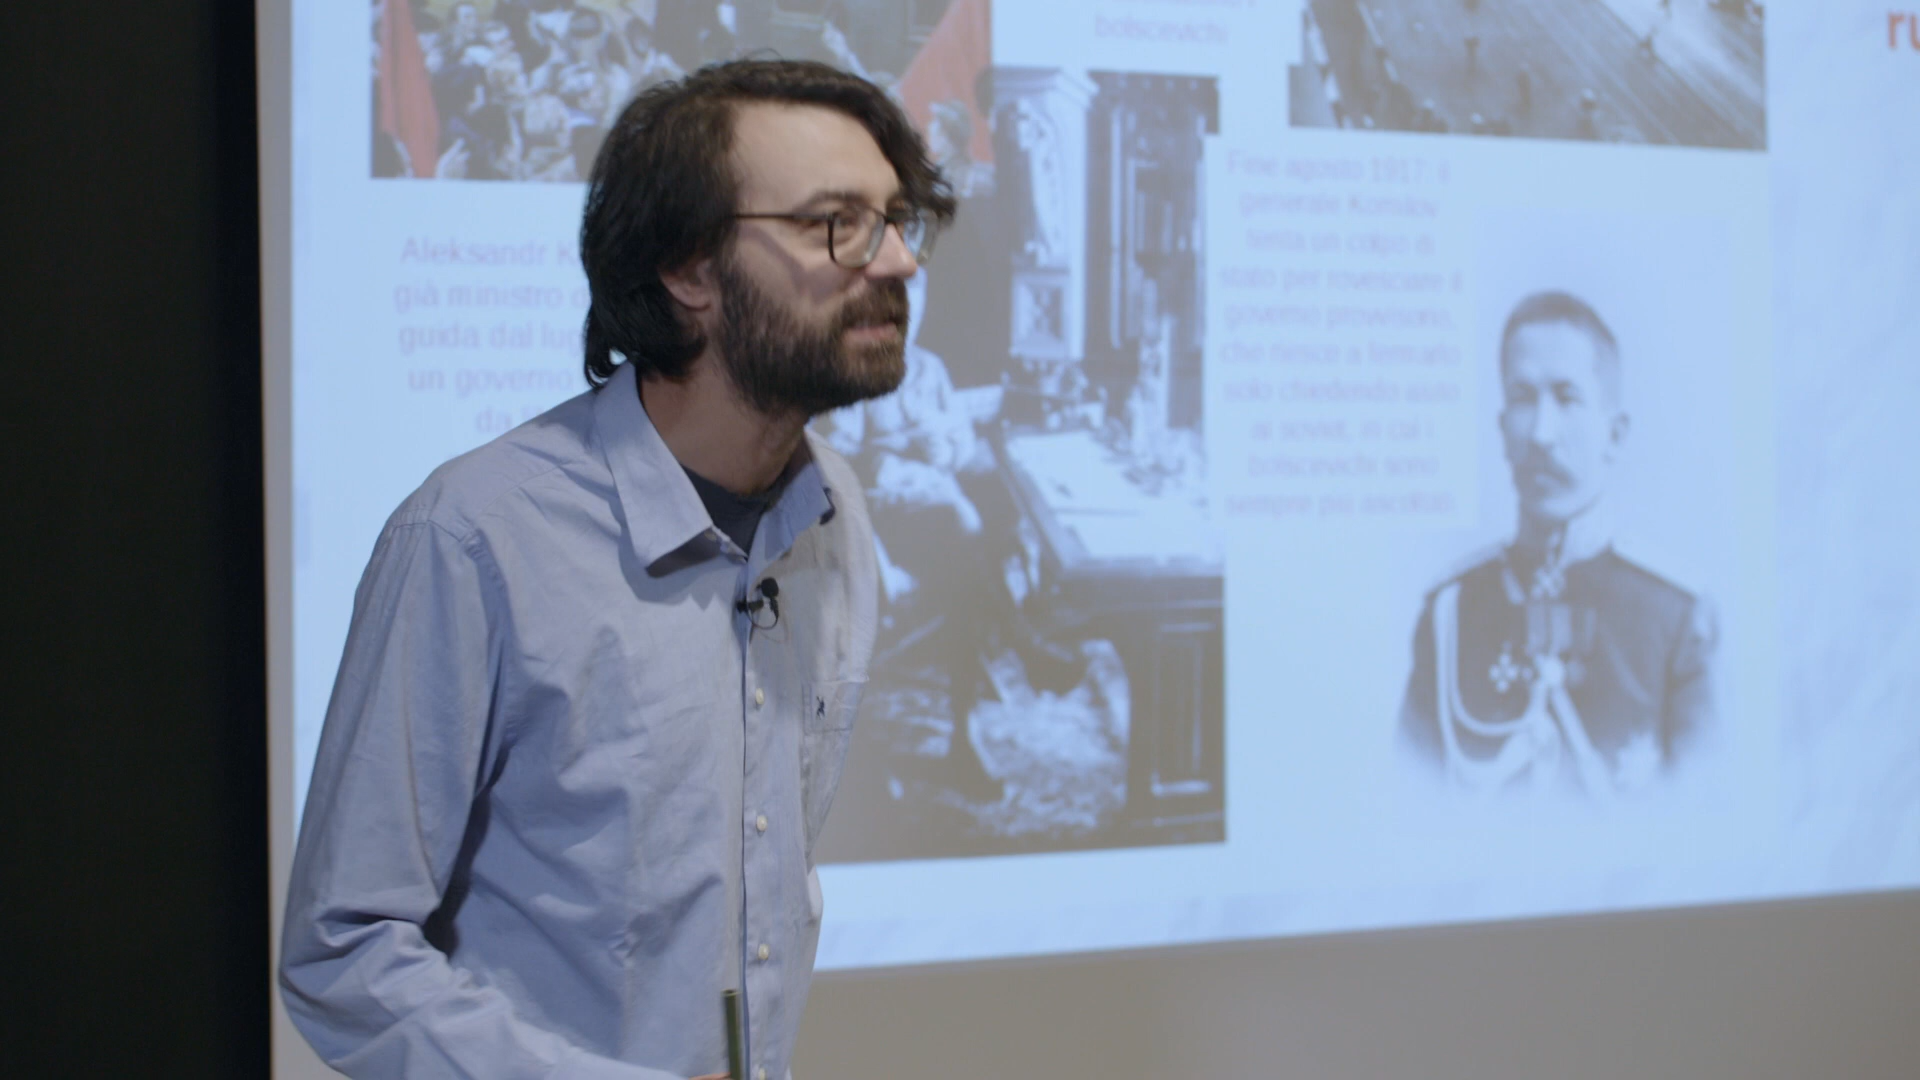 bolscevichi
ru
Aleksandr K
già ministro d
guida dal lug
un governo
da
Fine agosto 1917: il
generale Kornilov
tenta un colpo di
stato per rovesciare il
governo provvisorio,
che riesce a fermarlo
solo chiedendo aiuto
ai soviet, in cui i
bolscevichi sono
sempre più ascoltati.